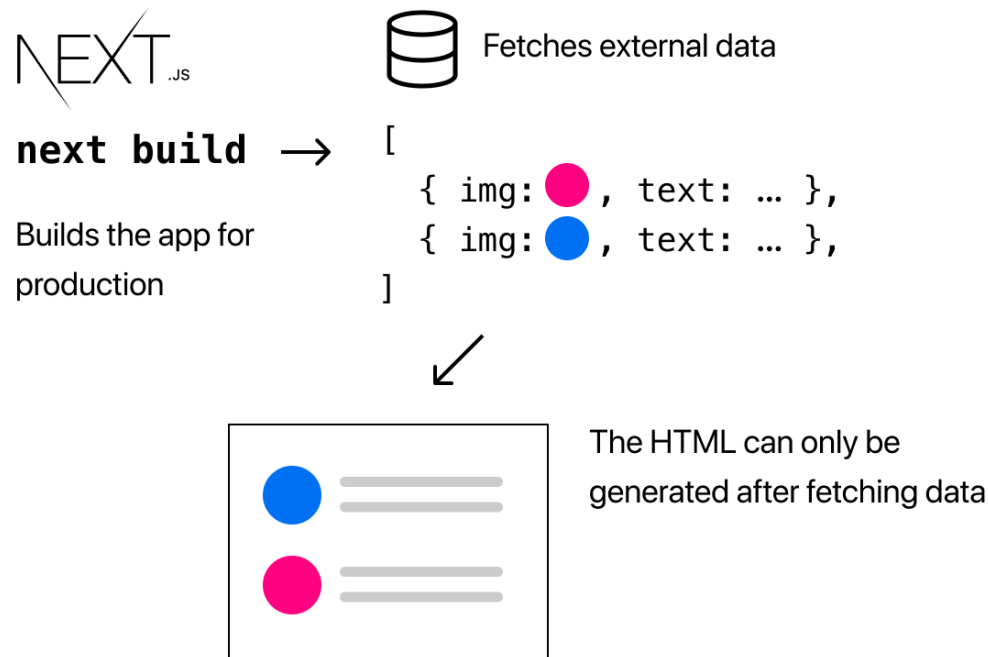 NEXT.JS
Fetches external data
next build
[
{ img: , text: … },
{ img: , text: … },
]
Builds the app for
production
The HTML can only be
generated after fetching data